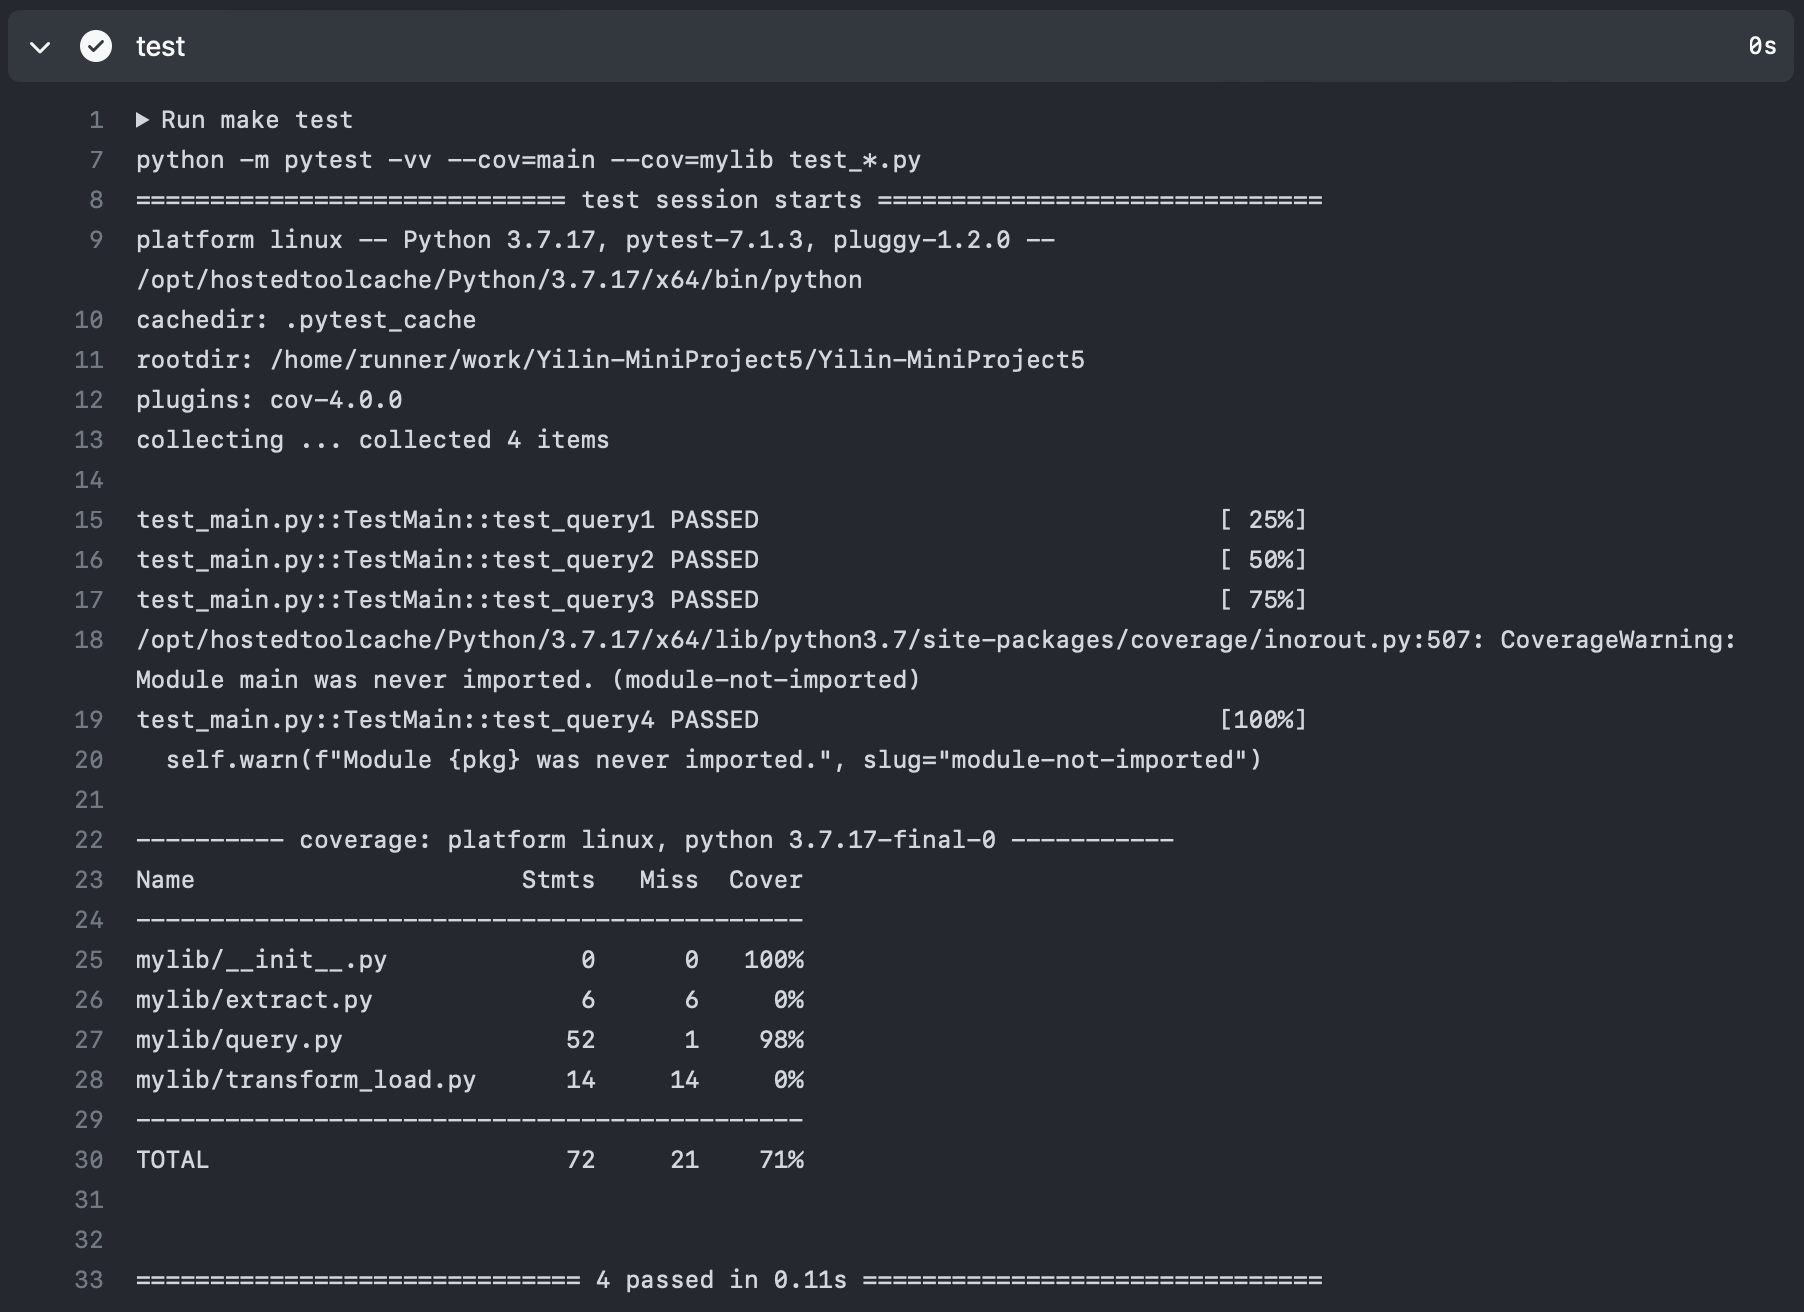 test 0s
1 ▶ Run make test
7 python -m pytest -vv --cov=main --cov=mylib test_*.py
8 ============================= test session starts ==============================
9 platform linux -- Python 3.7.17, pytest-7.1.3, pluggy-1.2.0 --
/opt/hostedtoolcache/Python/3.7.17/x64/bin/python
10 cachedir: .pytest_cache
11 rootdir: /home/runner/work/Yilin-MiniProject5/Yilin-MiniProject5
12 plugins: cov-4.0.0
13 collecting ... collected 4 items
14
15 test_main.py::TestMain::test_query1 PASSED                               [ 25%]
16 test_main.py::TestMain::test_query2 PASSED                               [ 50%]
17 test_main.py::TestMain::test_query3 PASSED                               [ 75%]
18 /opt/hostedtoolcache/Python/3.7.17/x64/lib/python3.7/site-packages/coverage/inorout.py:507: CoverageWarning:
Module main was never imported. (module-not-imported)
19 test_main.py::TestMain::test_query4 PASSED                               [100%]
20   self.warn(f"Module {pkg} was never imported.", slug="module-not-imported")
21
22 ---------- coverage: platform linux, python 3.7.17-final-0 -----------
23 Name                      Stmts   Miss  Cover
24 ---------------------------------------------
25 mylib/__init__.py             0      0   100%
26 mylib/extract.py              6      6     0%
27 mylib/query.py               52      1    98%
28 mylib/transform_load.py      14     14     0%
29 ---------------------------------------------
30 TOTAL                        72     21    71%
31
32
33 ============================== 4 passed in 0.11s ===============================